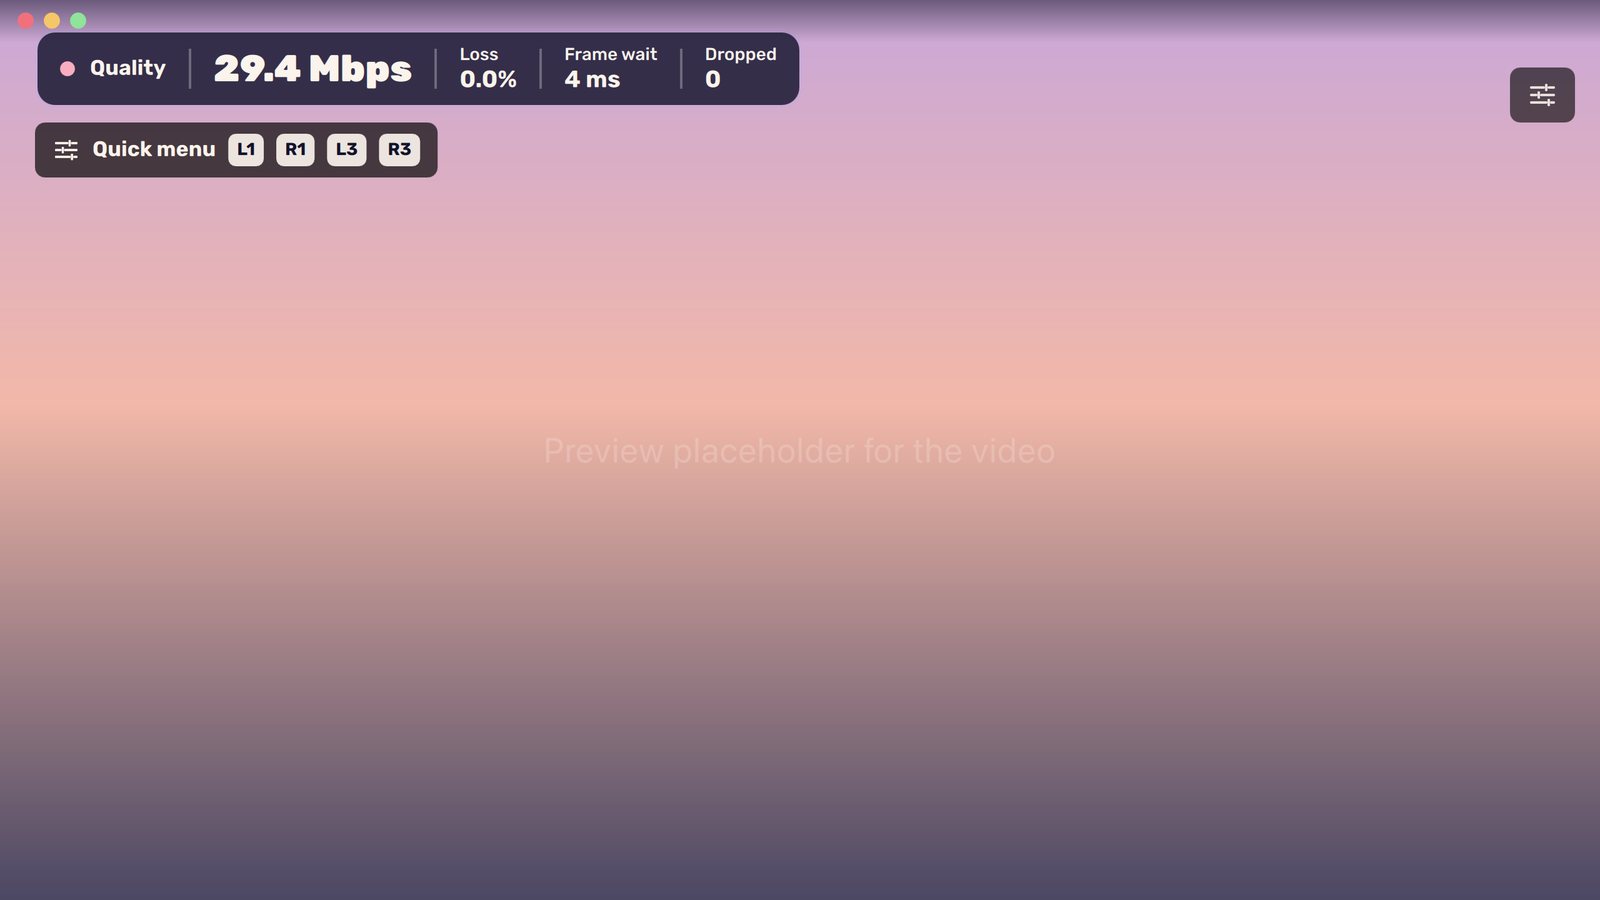 Quality
29.4 Mbps
Loss
0.0%
Frame wait
4 ms
Dropped
0
Quick menu L1 R1 L3 R3
Preview placeholder for the video